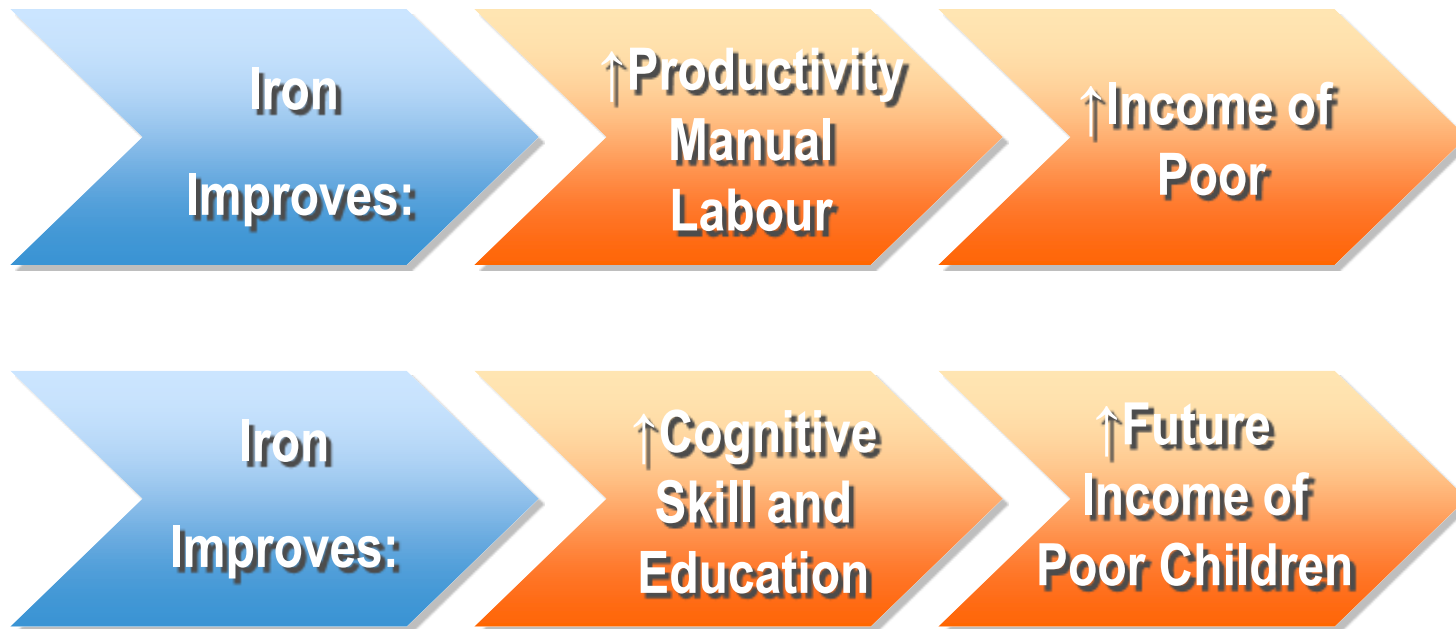 Iron
Improves:
↑Productivity
Manual
Labour
↑Income of
Poor
Iron
Improves:
↑Cognitive
Skill and
Education
↑Future
Income of
Poor Children